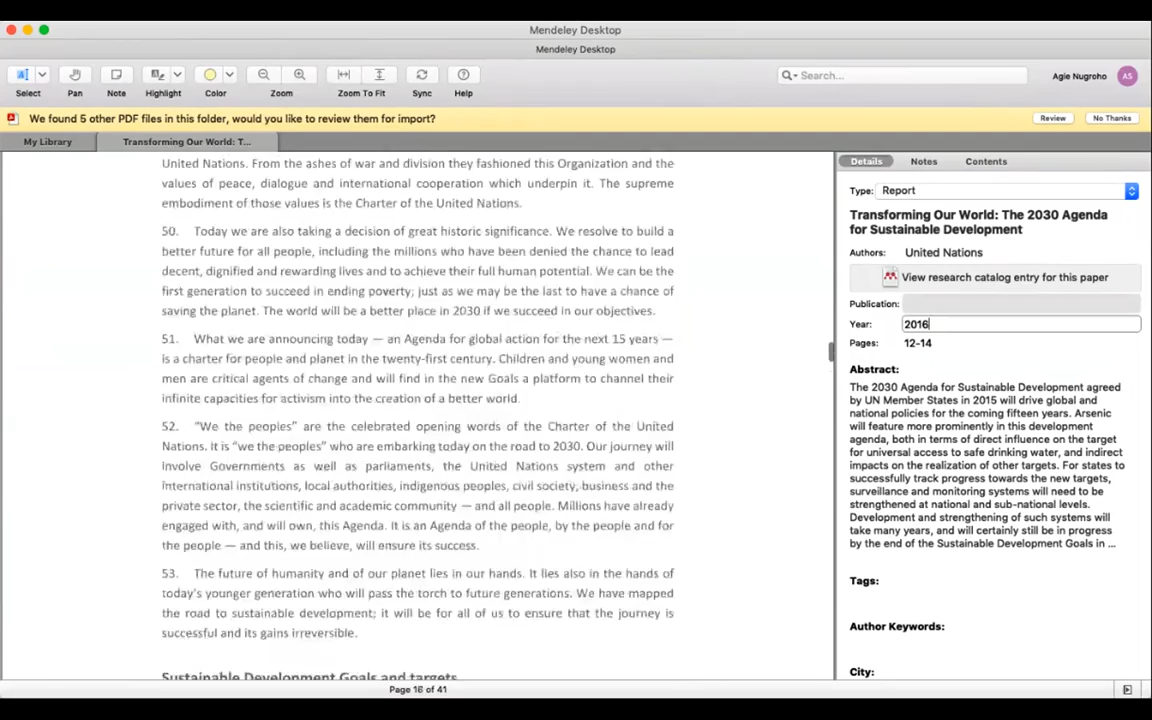 Mendeley Desktop
Mendeley Desktop
Select Pan Note Highlight Color Zoom Zoom To Fit Sync Help
Search...
Agie Nugroho AS
We found 5 other PDF files in this folder, would you like to review them for import?
Review No Thanks
My Library Transforming Our World: T...
United Nations. From the ashes of war and division they fashioned this Organization and the
values of peace, dialogue and international cooperation which underpin it. The supreme
embodiment of those values is the Charter of the United Nations.
50. Today we are also taking a decision of great historic significance. We resolve to build a
better future for all people, including the millions who have been denied the chance to lead
decent, dignified and rewarding lives and to achieve their full human potential. We can be the
first generation to succeed in ending poverty; just as we may be the last to have a chance of
saving the planet. The world will be a better place in 2030 if we succeed in our objectives.
51. What we are announcing today — an Agenda for global action for the next 15 years —
is a charter for people and planet in the twenty-first century. Children and young women and
men are critical agents of change and will find in the new Goals a platform to channel their
infinite capacities for activism into the creation of a better world.
52. “We the peoples” are the celebrated opening words of the Charter of the United
Nations. It is “we the peoples” who are embarking today on the road to 2030. Our journey will
involve Governments as well as parliaments, the United Nations system and other
international institutions, local authorities, indigenous peoples, civil society, business and the
private sector, the scientific and academic community — and all people. Millions have already
engaged with, and will own, this Agenda. It is an Agenda of the people, by the people and for
the people — and this, we believe, will ensure its success.
53. The future of humanity and of our planet lies in our hands. It lies also in the hands of
today’s younger generation who will pass the torch to future generations. We have mapped
the road to sustainable development; it will be for all of us to ensure that the journey is
successful and its gains irreversible.
Sustainable Development Goals and targets
Page 16 of 41
Details Notes Contents
Type: Report
Transforming Our World: The 2030 Agenda
for Sustainable Development
Authors: United Nations
View research catalog entry for this paper
Publication:
Year: 2016
Pages: 12-14
Abstract:
The 2030 Agenda for Sustainable Development agreed
by UN Member States in 2015 will drive global and
national policies for the coming fifteen years. Arsenic
will feature more prominently in this development
agenda, both in terms of direct influence on the target
for universal access to safe drinking water, and indirect
impacts on the realization of other targets. For states to
successfully track progress towards the new targets,
surveillance and monitoring systems will need to be
strengthened at national and sub-national levels.
Development and strengthening of such systems will
take many years, and will certainly still be in progress
by the end of the Sustainable Development Goals in ...
Tags:
Author Keywords:
City: